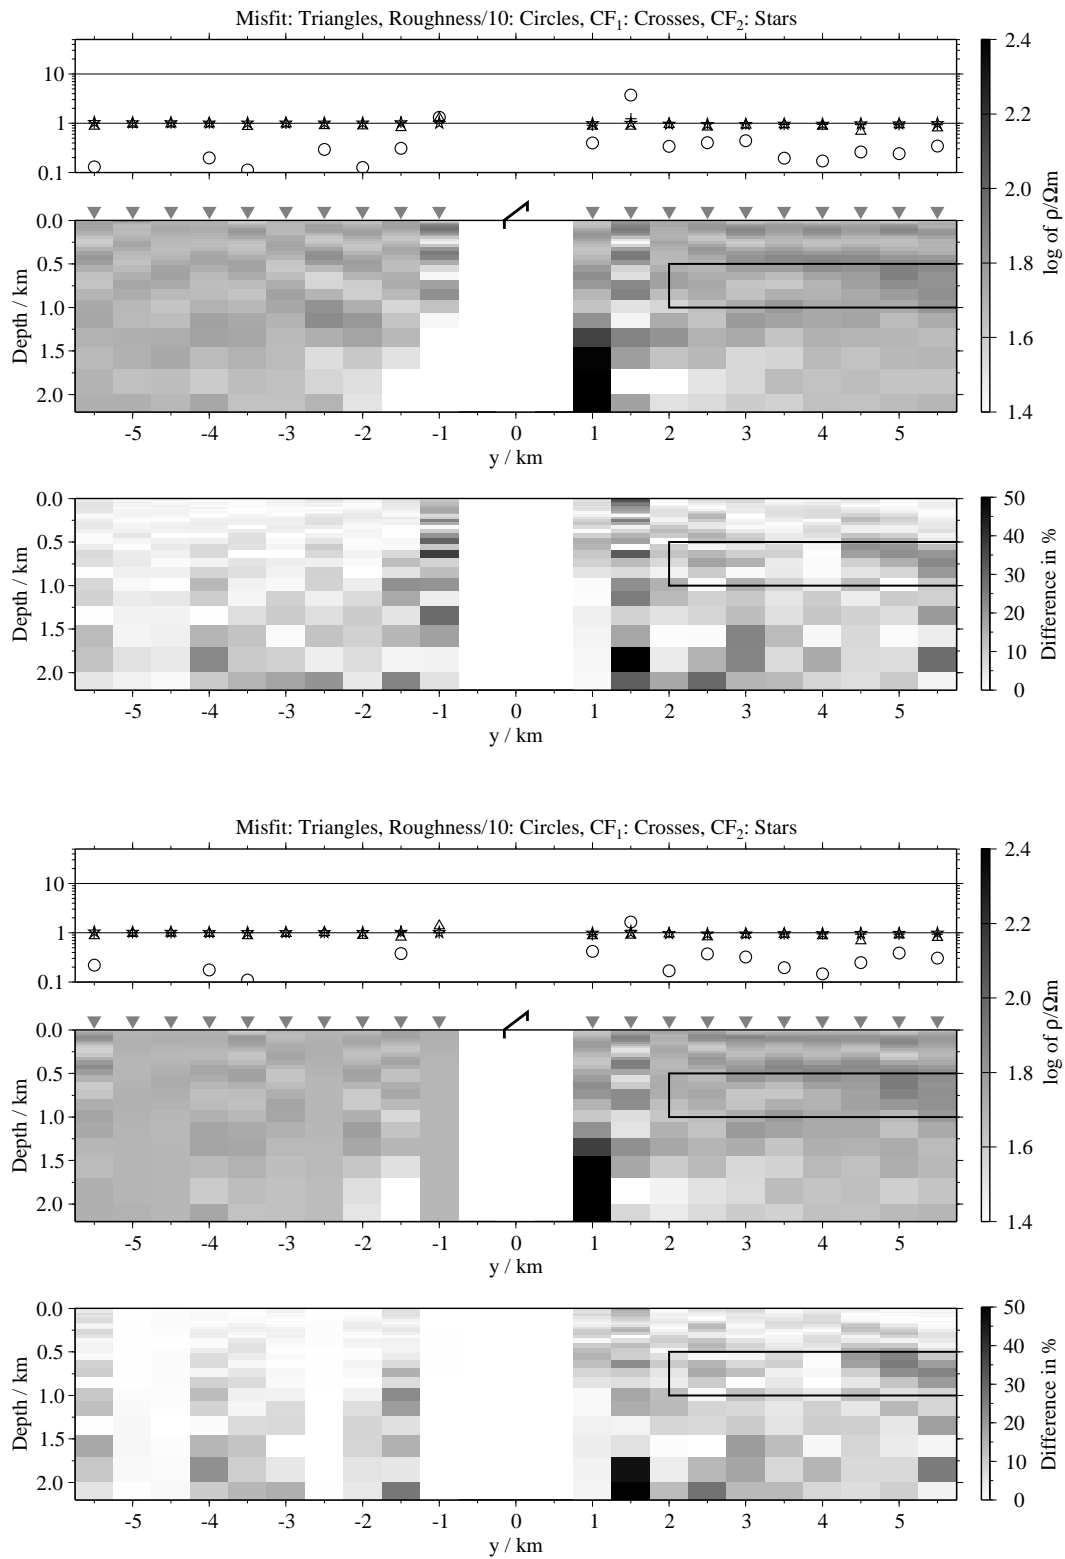 Misfit: Triangles, Roughness/10: Circles, CF₁: Crosses, CF₂: Stars
10
1
0.1
0.0
0.5
1.0
1.5
2.0
Depth / km
-5 -4 -3 -2 -1 0 1 2 3 4 5
y / km
2.4
2.2
2.0
1.8
1.6
1.4
log of ρ/Ωm
0.0
0.5
1.0
1.5
2.0
Depth / km
-5 -4 -3 -2 -1 0 1 2 3 4 5
y / km
50
40
30
20
10
0
Difference in %
Misfit: Triangles, Roughness/10: Circles, CF₁: Crosses, CF₂: Stars
10
1
0.1
0.0
0.5
1.0
1.5
2.0
Depth / km
-5 -4 -3 -2 -1 0 1 2 3 4 5
y / km
2.4
2.2
2.0
1.8
1.6
1.4
log of ρ/Ωm
0.0
0.5
1.0
1.5
2.0
Depth / km
-5 -4 -3 -2 -1 0 1 2 3 4 5
y / km
50
40
30
20
10
0
Difference in %